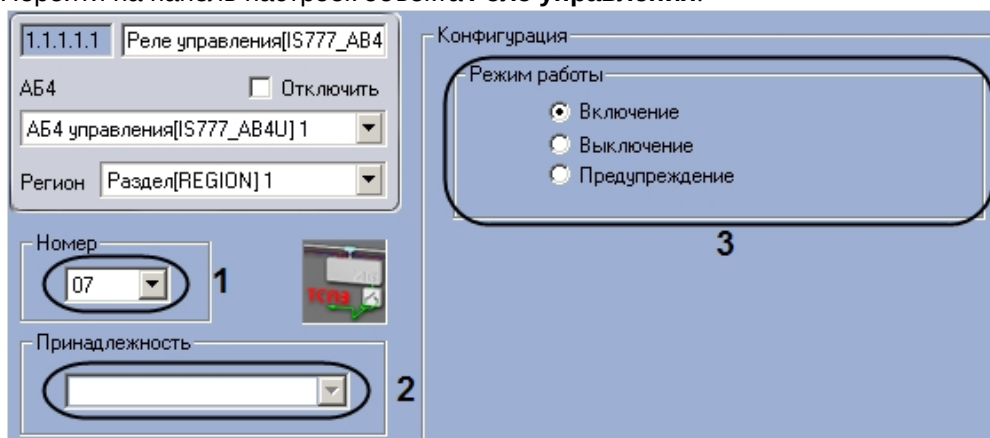 Перейти на панель настроек объекта Реле управления.
1.1.1.1.1 Реле управления[IS777_AB4
АБ4 Отключить
АБ4 управления[IS777_AB4U] 1
Регион Раздел[REGION] 1
Номер
07
1
Принадлежность
2
Конфигурация
Режим работы
Включение
Выключение
Предупреждение
3